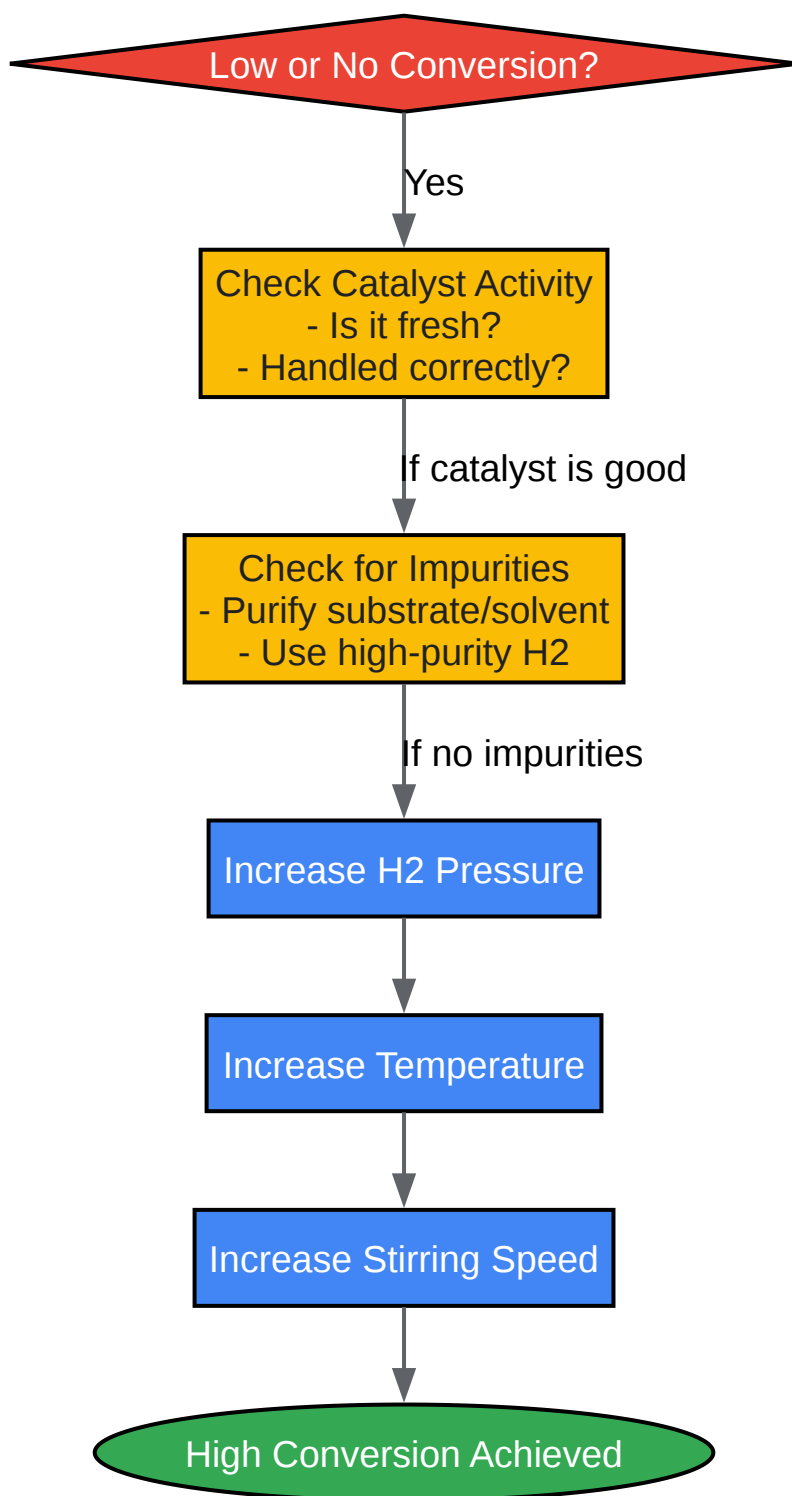 Low or No Conversion?
Yes
Check Catalyst Activity
- Is it fresh?
- Handled correctly?
If catalyst is good
Check for Impurities
- Purify substrate/solvent
- Use high-purity H2
If no impurities
Increase H2 Pressure
Increase Temperature
Increase Stirring Speed
High Conversion Achieved